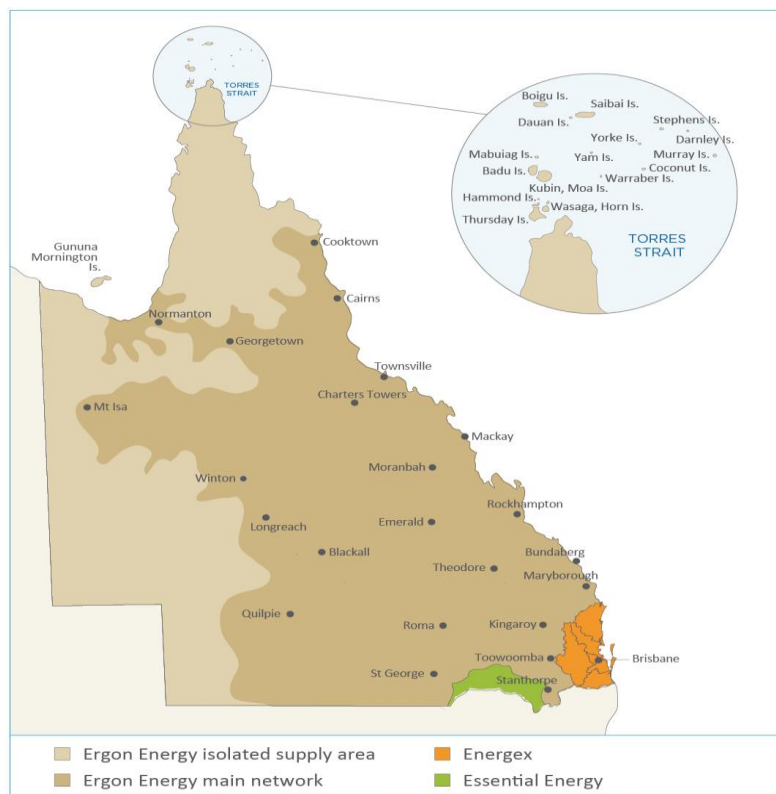 TORRES
STRAIT
Boigu Is.
Saibai Is.
Dauan Is.
Stephens Is.
Darnley Is.
Yorke Is.
Mabuiag Is.
Yam Is.
Murray Is.
Badu Is.
Coconut Is.
Warraber Is.
Kubin, Moa Is.
Hammond Is.
Wasaga, Horn Is.
Thursday Is.
TORRES
STRAIT
Gununa
Mornington
Is.
Cooktown
Cairns
Normanton
Georgetown
Townsville
Charters Towers
Mt Isa
Mackay
Moranbah
Winton
Rockhampton
Longreach
Emerald
Blackall
Bundaberg
Theodore
Maryborough
Quilpie
Roma
Kingaroy
Toowoomba
Brisbane
St George
Stanthorpe
Ergon Energy isolated supply area
Energex
Ergon Energy main network
Essential Energy